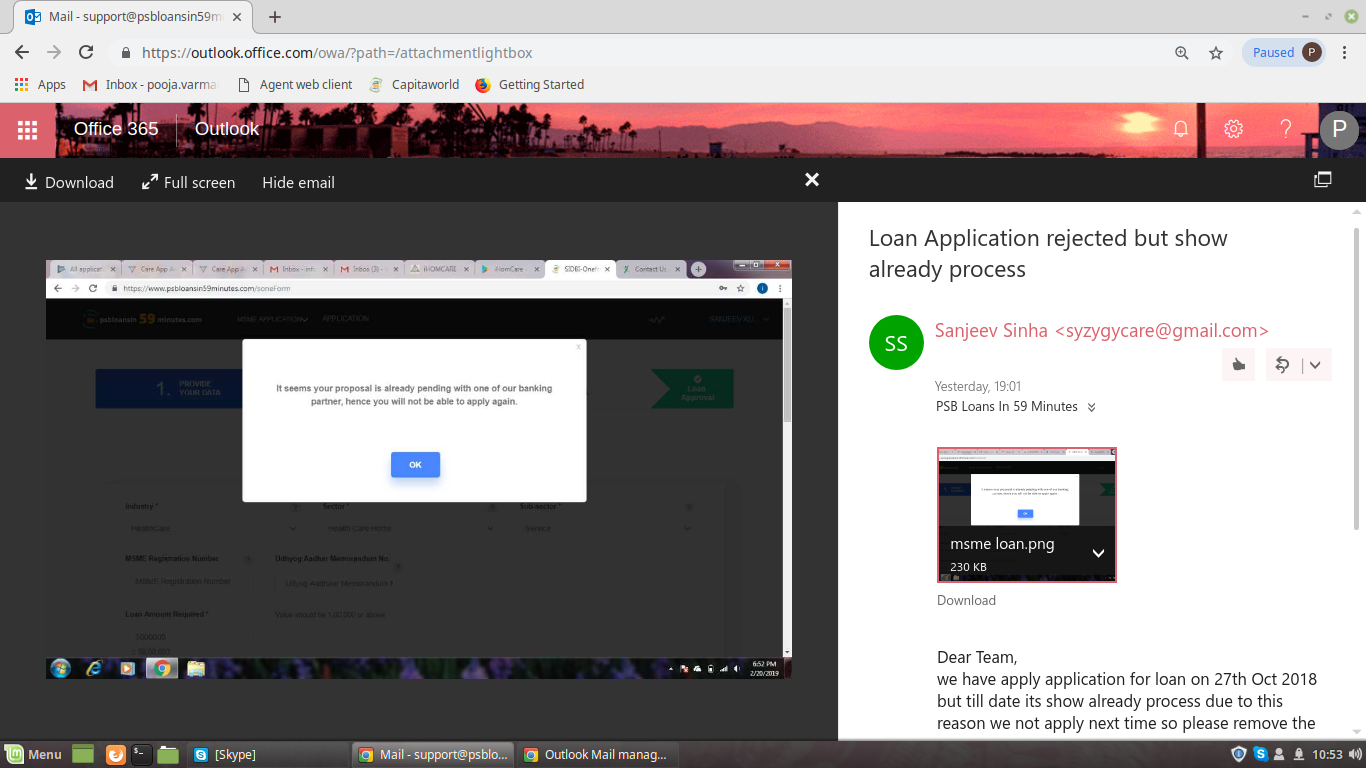 Mail - support@psbloansin59m
https://outlook.office.com/owa/?path=/attachmentlightbox
Paused P
Apps
Inbox - pooja.varma
Agent web client
Capitaworld
Getting Started
Office 365
Outlook
?
P
Download
Full screen
Hide email
All applicat
Care App A
Care App A
Gmail
Inbox - inf
Inbox (3) -
iHOMCARE
iHomCare
SIDBI-Onef
Contact Us
https://www.psbloansin59minutes.com/soneForm
psbloansin 59 minutes.com
MSME APPLICATION
APPLICATION
SANJEEV KU...
1. PROVIDE
YOUR DATA
Loan
Approval
x
It seems your proposal is already pending with one of our banking
partner, hence you will not be able to apply again.
OK
Industry *
Sector *
Sub-sector *
HealthCare
Health Care Home
Service
MSME Registration Number
Udhyog Aadhar Memorandum No.
MSME Registration Number
Udyog Aadhaar Memorandum
Loan Amount Required *
Value should be 1,00,000 or above
5000000
6:52 PM
2/20/2019
Loan Application rejected but show
already process
SS
Sanjeev Sinha <syzygycare@gmail.com>
Yesterday, 19:01
PSB Loans In 59 Minutes
msme loan.png
230 KB
Download
Dear Team,
we have apply application for loan on 27th Oct 2018
but till date its show already process due to this
reason we not apply next time so please remove the
Menu
[Skype]
Mail - support@psblo...
Outlook Mail manag...
10:53